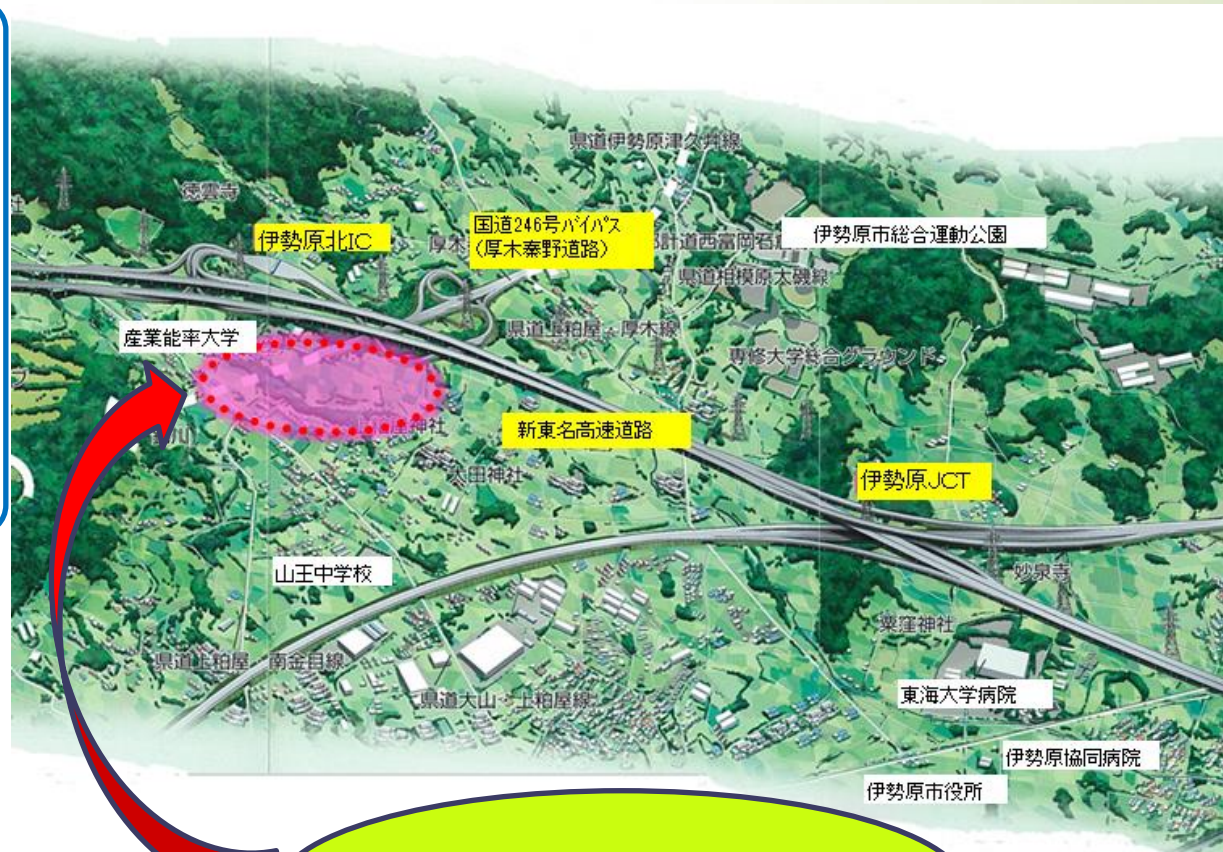 県道伊勢原津久井線
徳雲寺
伊勢原北IC
国道246号バイパス
(厚木秦野道路)
伊勢原市総合運動公園
県道相模原大磯線
産業能率大学
県道上粕屋・厚木線
専修大学総合グラウンド
新東名高速道路
太田神社
伊勢原JCT
山王中学校
妙泉寺
粟窪神社
県道上粕屋・南金目線
東海大学病院
県道大山・上粕屋線
伊勢原協同病院
伊勢原市役所